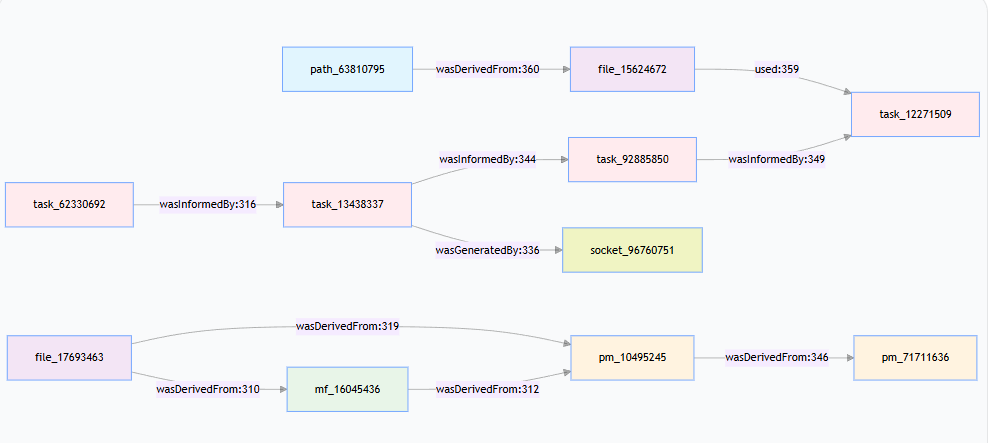 path_63810795
wasDerivedFrom:360
file_15624672
used:359
task_12271509
wasInformedBy:344
task_92885850
wasInformedBy:349
task_62330692
wasInformedBy:316
task_13438337
wasGeneratedBy:336
socket_96760751
wasDerivedFrom:319
file_17693463
pm_10495245
wasDerivedFrom:346
pm_71711636
wasDerivedFrom:310
mf_16045436
wasDerivedFrom:312